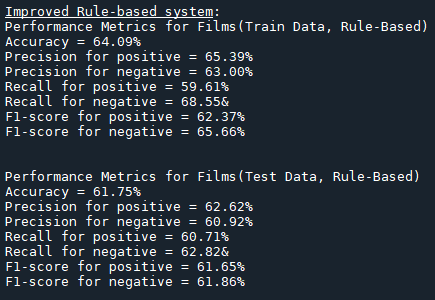 Improved Rule-based system:
Performance Metrics for Films(Train Data, Rule-Based)
Accuracy = 64.09%
Precision for positive = 65.39%
Precision for negative = 63.00%
Recall for positive = 59.61%
Recall for negative = 68.55&
F1-score for positive = 62.37%
F1-score for negative = 65.66%
Performance Metrics for Films(Test Data, Rule-Based)
Accuracy = 61.75%
Precision for positive = 62.62%
Precision for negative = 60.92%
Recall for positive = 60.71%
Recall for negative = 62.82&
F1-score for positive = 61.65%
F1-score for negative = 61.86%